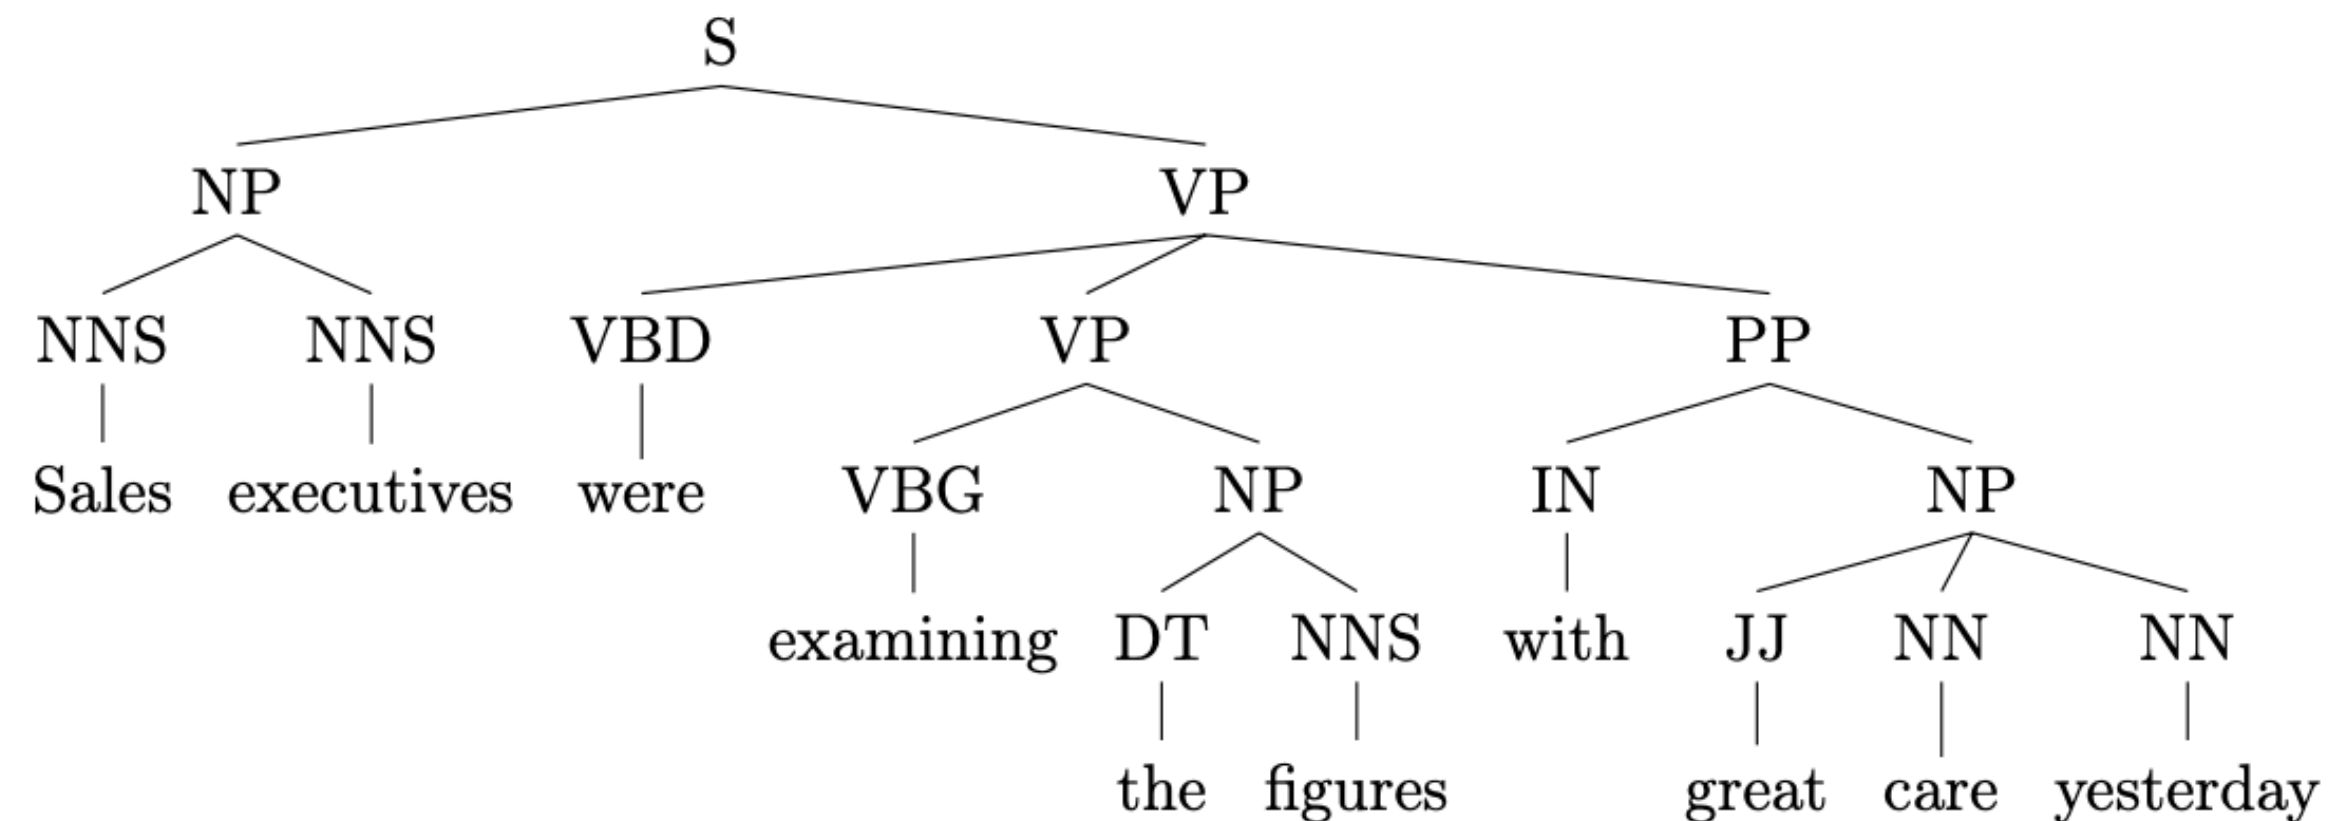 S
NP VP
NNS NNS VBD VP PP
Sales executives were VBG NP IN NP
examining DT NNS with JJ NN NN
the figures great care yesterday